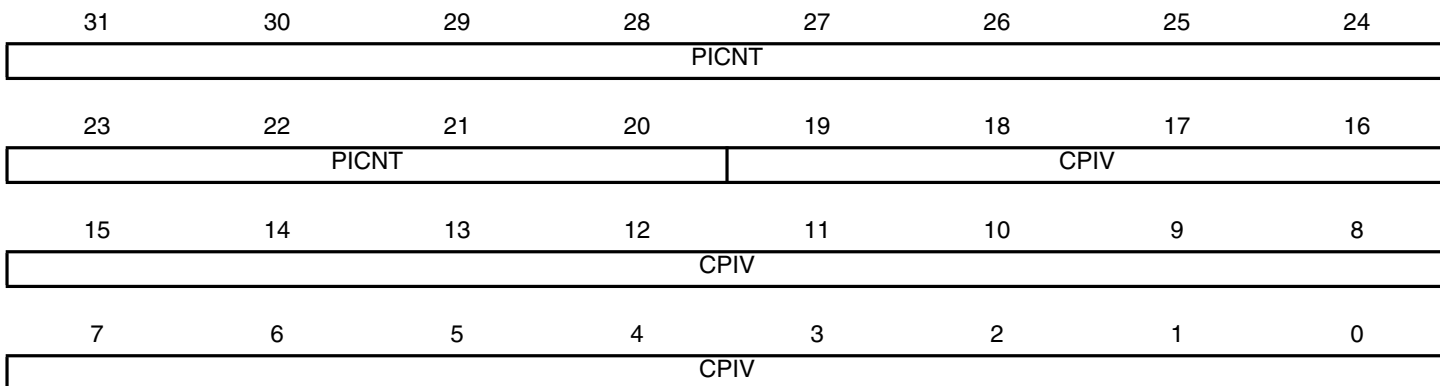 31 30 29 28 27 26 25 24
PICNT
23 22 21 20 19 18 17 16
PICNT CPIV
15 14 13 12 11 10 9 8
CPIV
7 6 5 4 3 2 1 0
CPIV